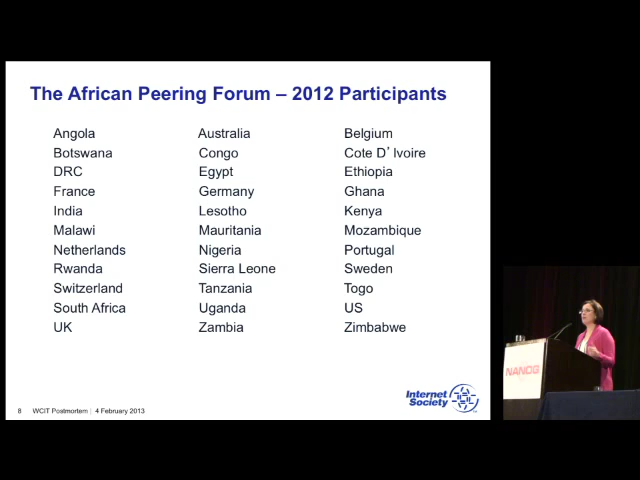 The African Peering Forum – 2012 Participants
Angola Australia Belgium
Botswana Congo Cote D' Ivoire
DRC Egypt Ethiopia
France Germany Ghana
India Lesotho Kenya
Malawi Mauritania Mozambique
Netherlands Nigeria Portugal
Rwanda Sierra Leone Sweden
Switzerland Tanzania Togo
South Africa Uganda US
UK Zambia Zimbabwe
NANOG
Internet
Society
8 WCIT Postmortem | 4 February 2013